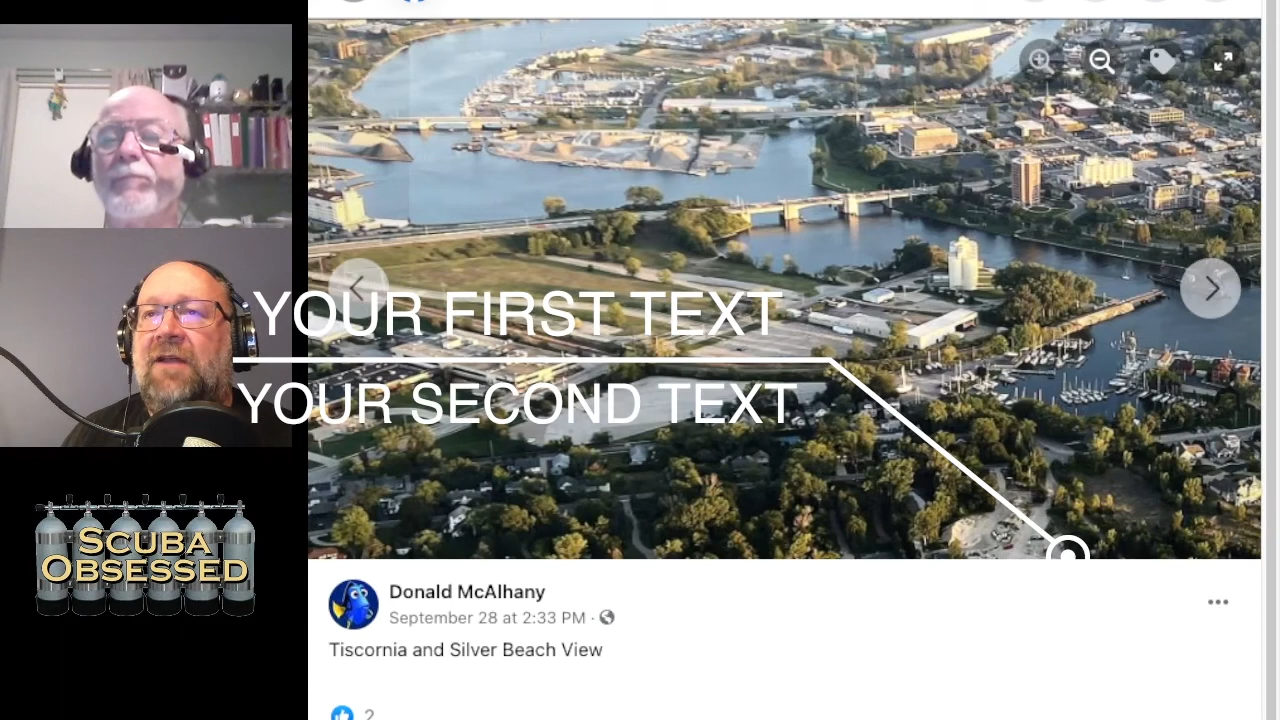 YOUR FIRST TEXT
YOUR SECOND TEXT
SCUBA
OBSESSED
Donald McAlhany
September 28 at 2:33 PM ·
Tiscornia and Silver Beach View
2